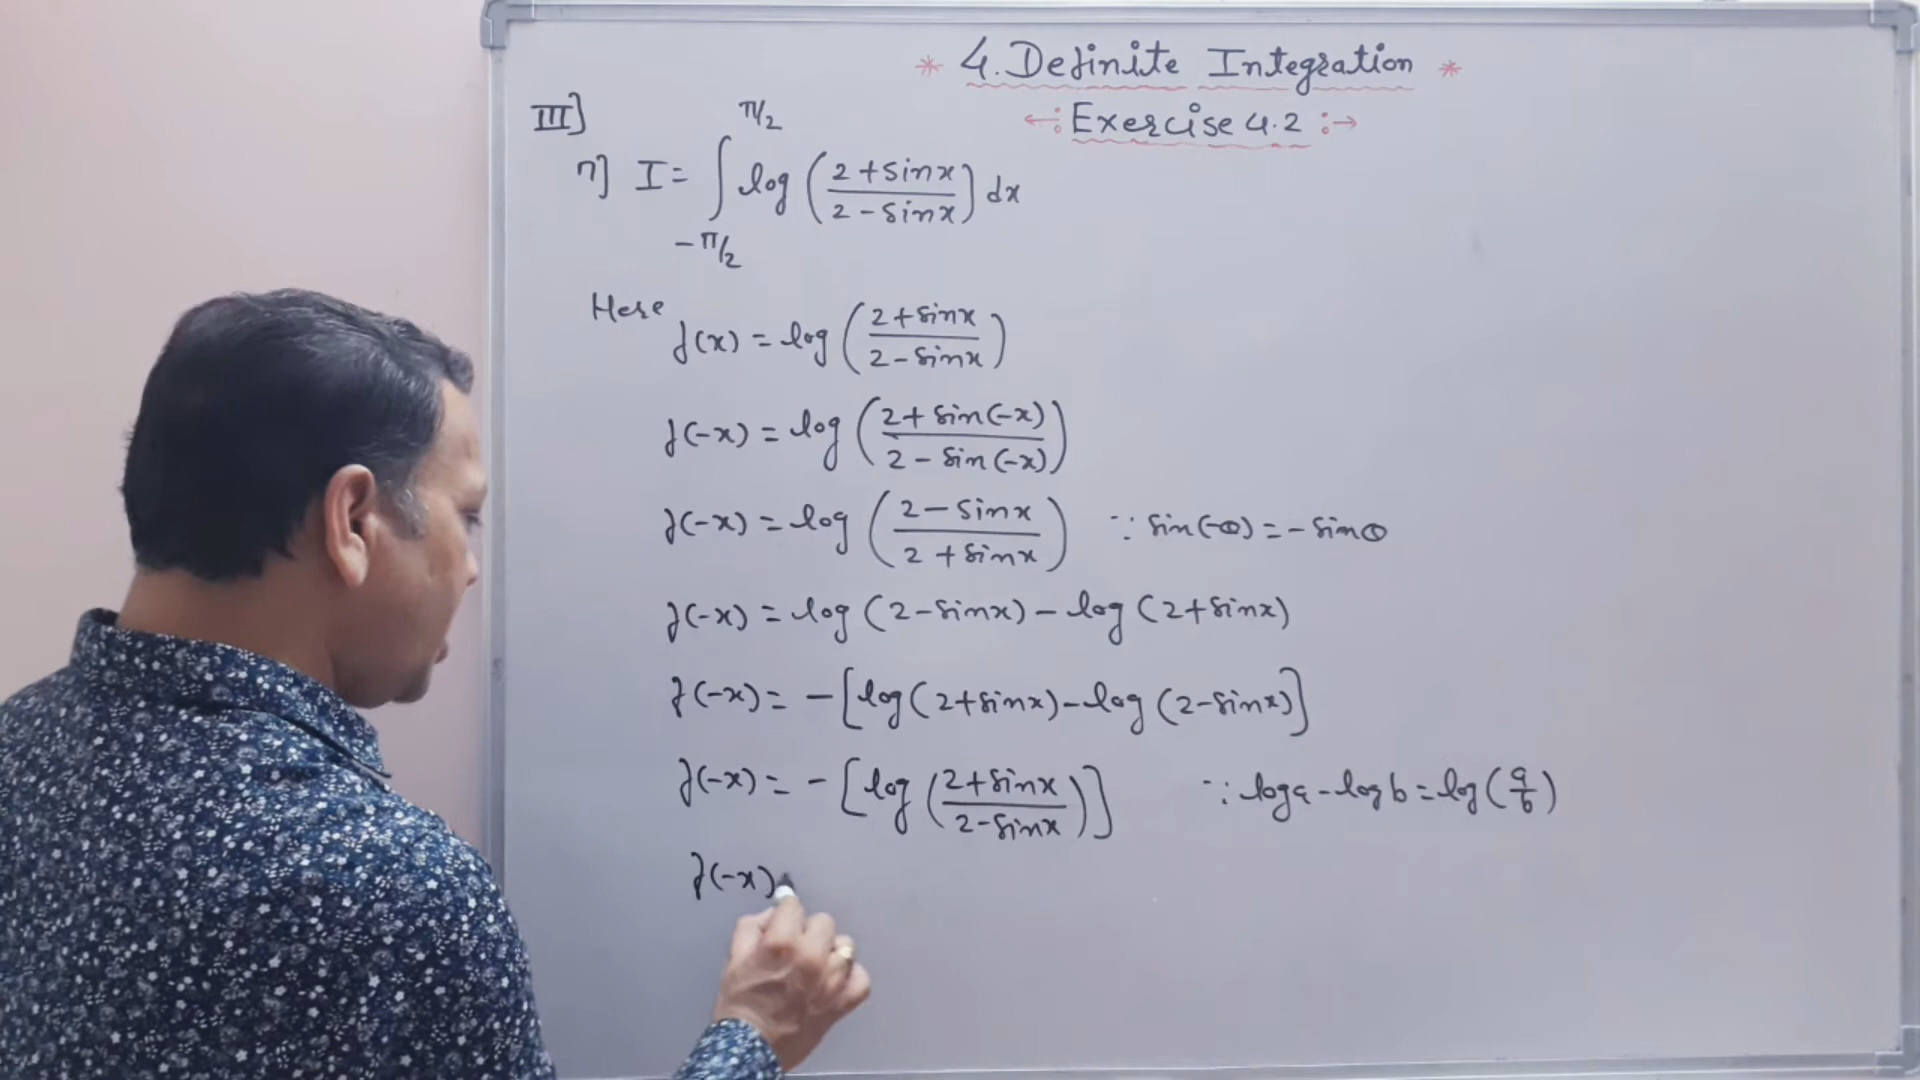 * 4. Definite Integration *
←: Exercise 4.2 :→
III]
7] I = ∫_{-π/2}^{π/2} log ( (2 + sin x) / (2 - sin x) ) dx
Here
f(x) = log ( (2 + sin x) / (2 - sin x) )
f(-x) = log ( (2 + sin(-x)) / (2 - sin(-x)) )
f(-x) = log ( (2 - sin x) / (2 + sin x) ) ∵ sin(-θ) = - sin θ
f(-x) = log (2 - sin x) - log (2 + sin x)
f(-x) = - [log (2 + sin x) - log (2 - sin x)]
f(-x) = - [log ( (2 + sin x) / (2 - sin x) )] ∵ log a - log b = log (a/b)
f(-x)